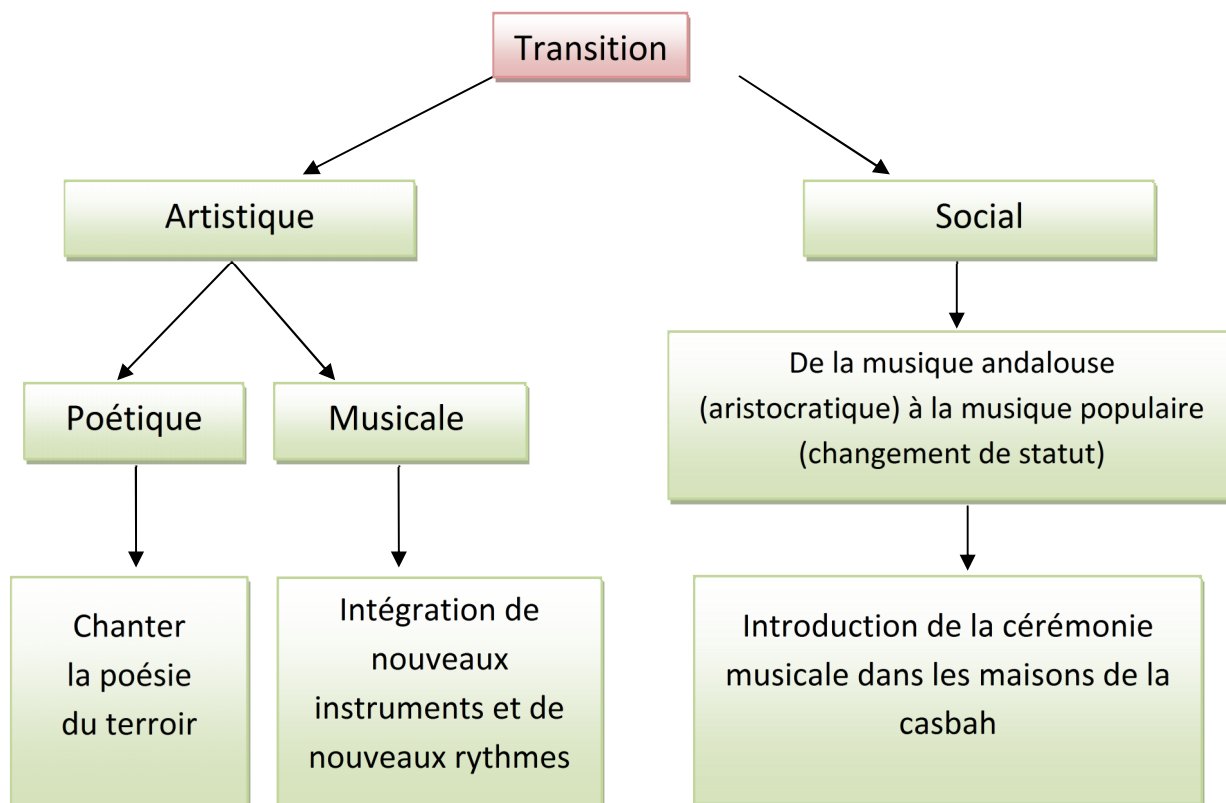 Transition
Artistique
Social
De la musique andalouse
(aristocratique) à la musique populaire
(changement de statut)
Poétique
Musicale
Chanter
la poésie
du terroir
Intégration de
nouveaux
instruments et de
nouveaux rythmes
Introduction de la cérémonie
musicale dans les maisons de la
casbah